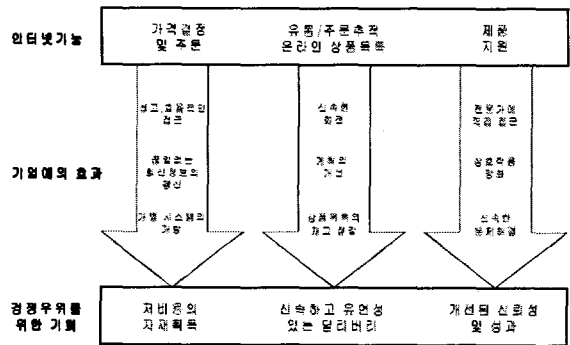 인터넷기능
가격결정
및 주문
유통/주문추적
온라인 상품목록
제품
지원
기업에의 효과
쉽고, 효율적인
접근
끊임없는
최신정보의
갱신
개별 시스템의
개발
신속한
회전
계획의
개선
상품목록의
재고 절감
전문가에
직접 접근
상호작용
강화
신속한
문제해결
경쟁우위를
위한 기회
저비용의
자재획득
신속하고 유연성
있는 딜리버리
개선된 신뢰성
및 성과